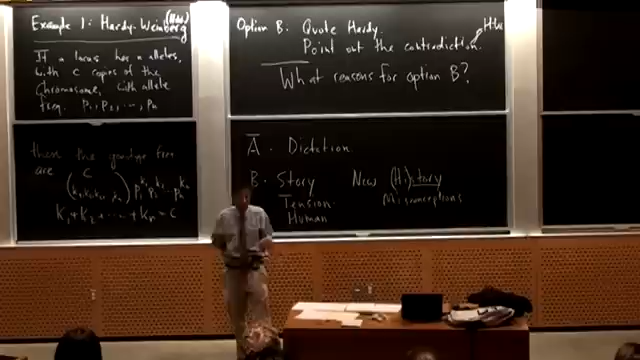 Example 1: Hardy-Weinberg
If a locus has n alleles,
with c copies of the
Chromosome, with allele
freq. P₁, P₂, ..., Pₙ
then the genotype freq
are
k₁ + k₂ + ... + kₙ = c
Option B: Quote Hardy.
Point out the contradiction.
What reasons for option B?
A. Dictation
B. Story New (Hi)story
Tension Misconceptions
Human